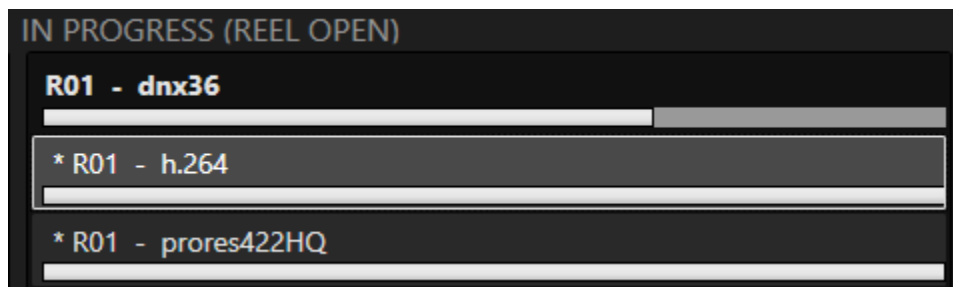 IN PROGRESS (REEL OPEN)
R01 - dnx36
* R01 - h.264
* R01 - prores422HQ